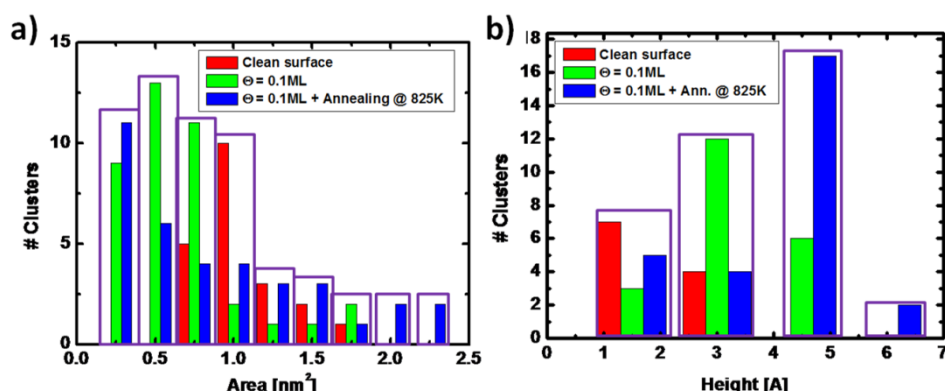 a)
15
10
5
0
# Clusters
Clean surface
Θ = 0.1ML
Θ = 0.1ML + Annealing @ 825K
0.0 0.5 1.0 1.5 2.0 2.5
Area [nm²]
b)
18
16
14
12
10
8
6
4
2
0
# Clusters
Clean surface
Θ = 0.1ML
Θ = 0.1ML + Ann. @ 825K
0 1 2 3 4 5 6 7
Height [A]